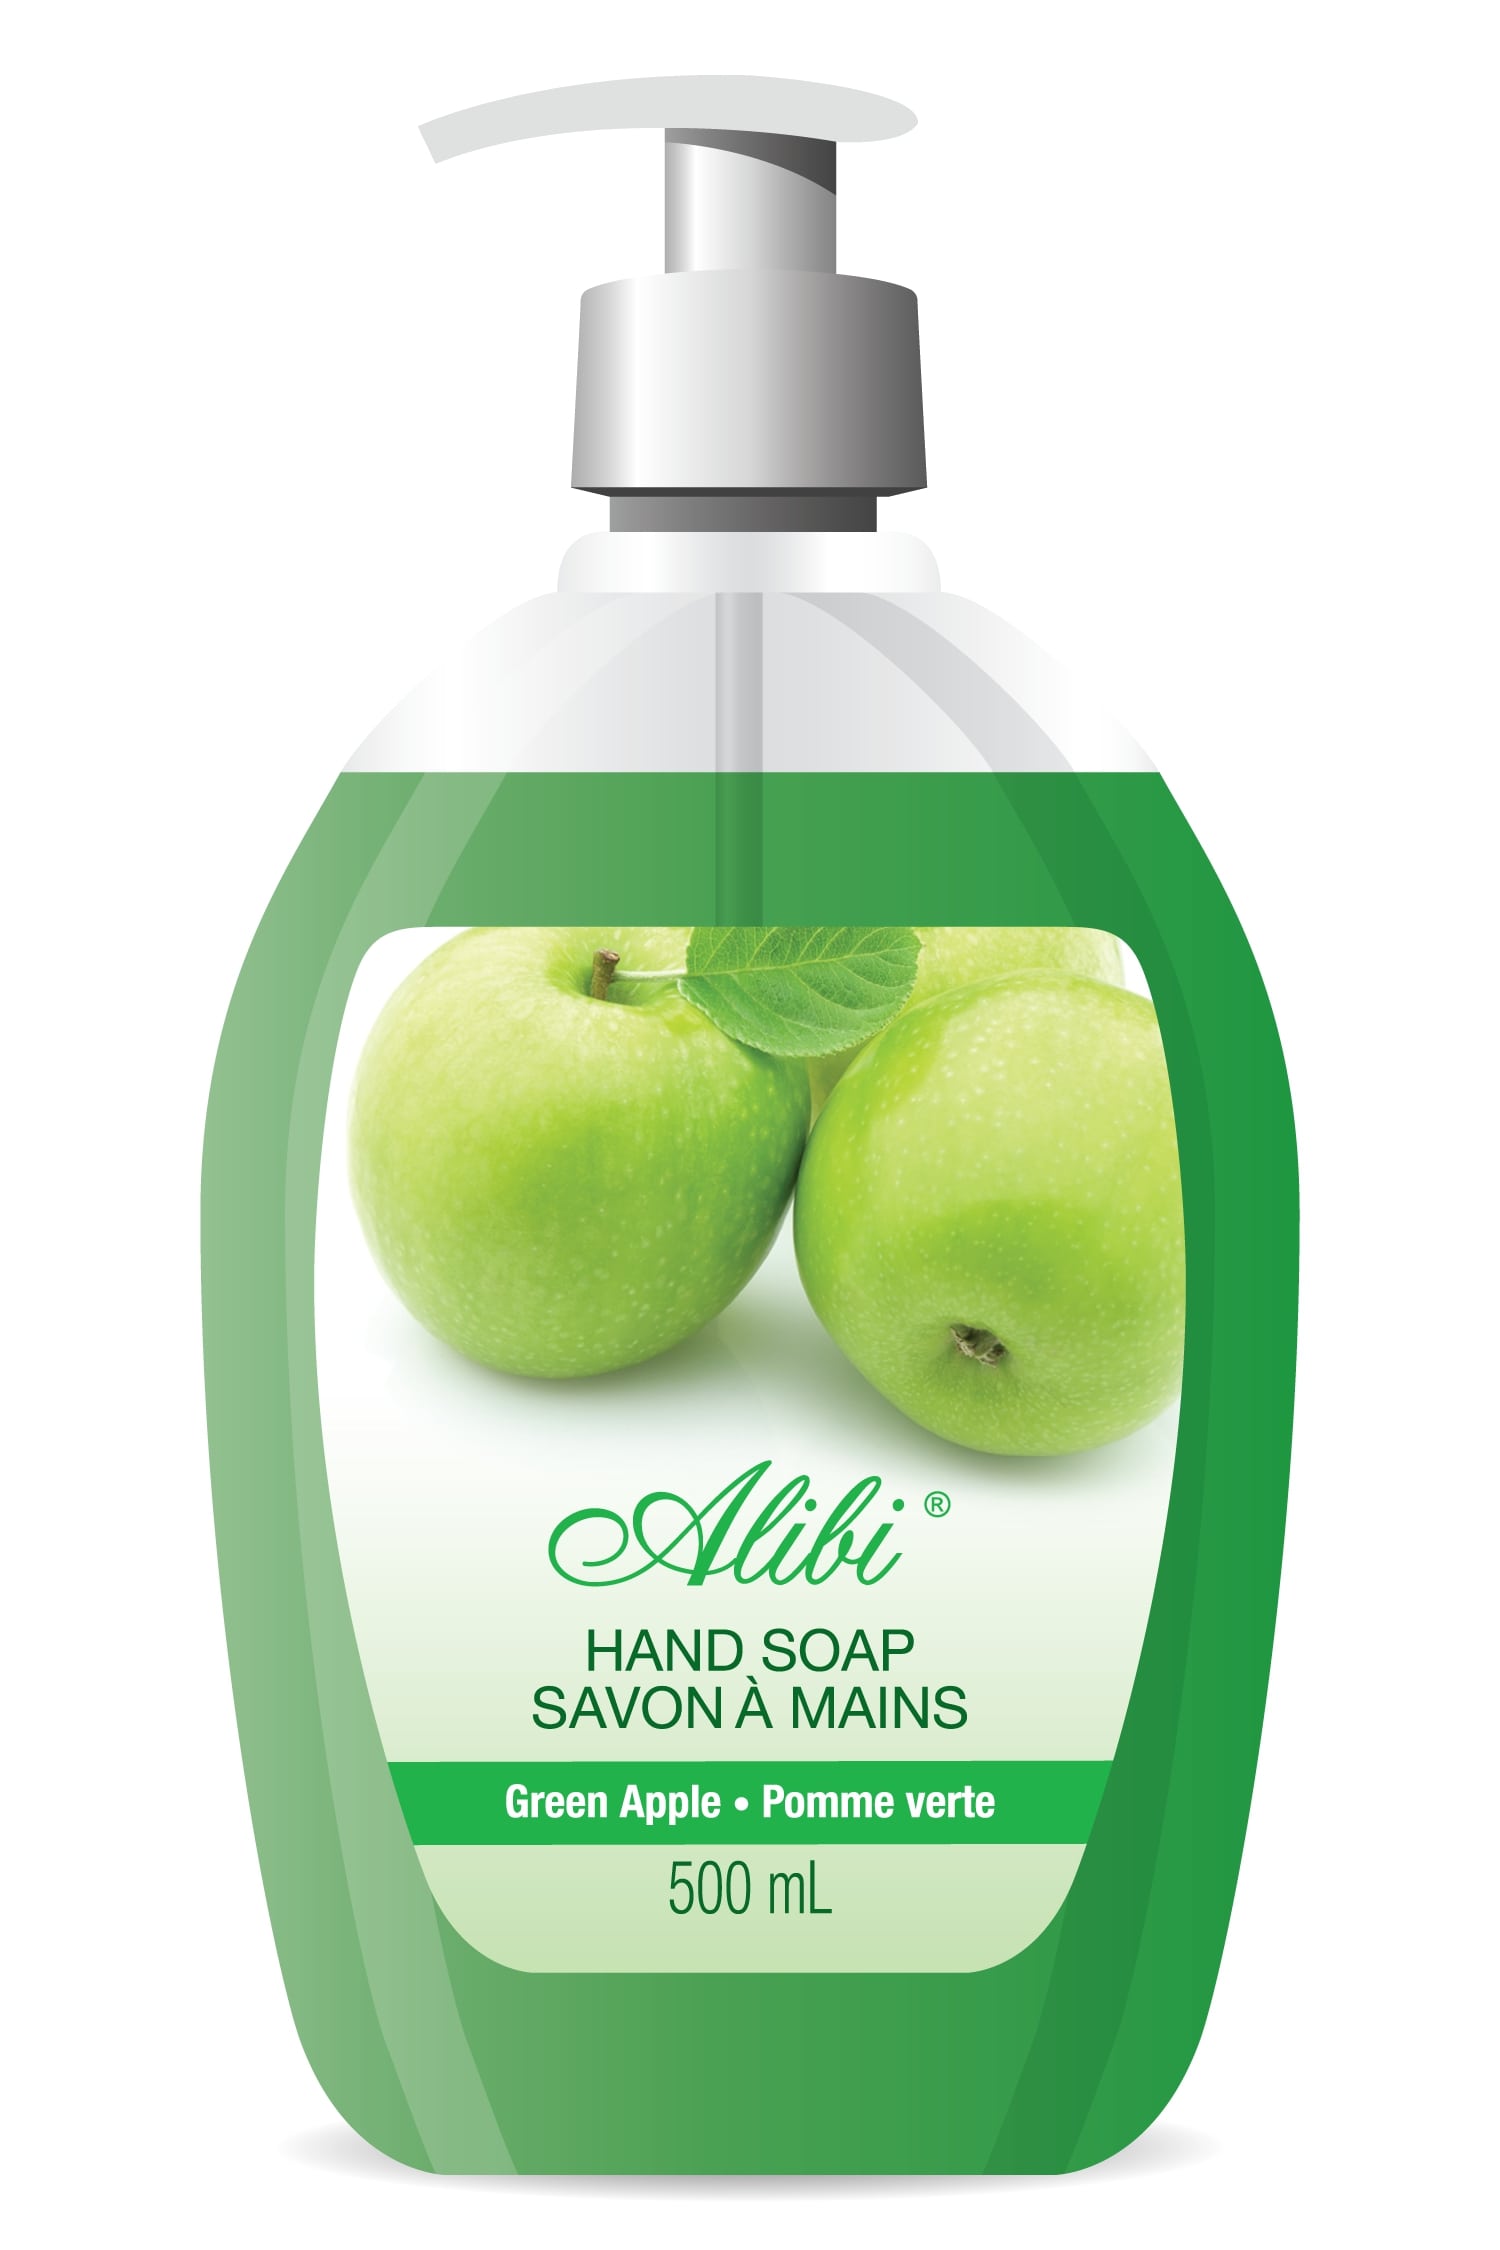 Alibi ®
HAND SOAP
SAVON À MAINS
Green Apple • Pomme verte
500 mL